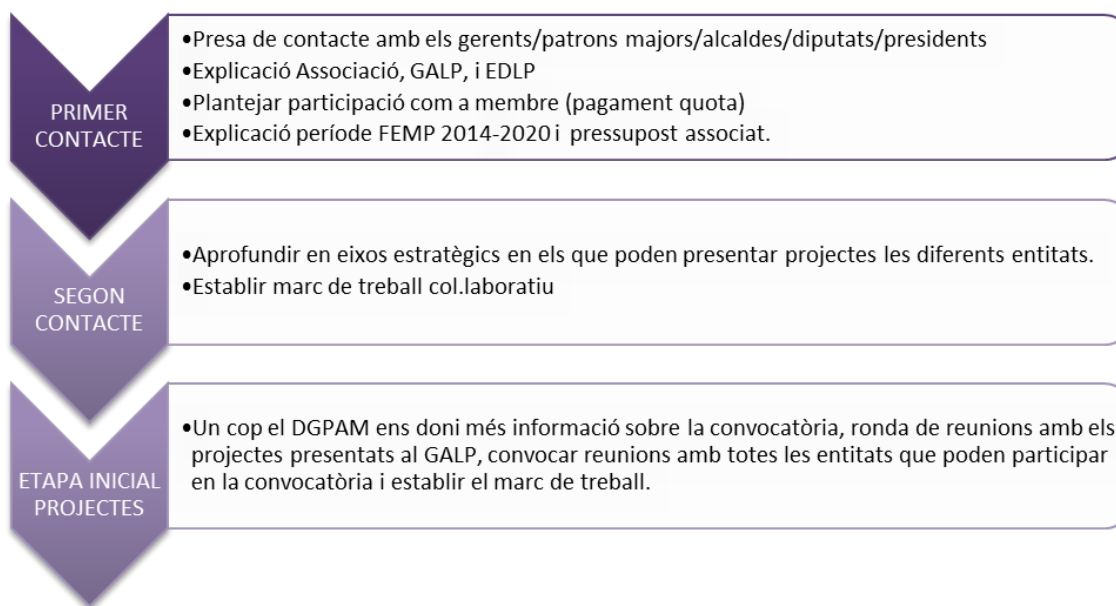 PRIMER
CONTACTE
•Presa de contacte amb els gerents/patrons majors/alcaldes/diputats/presidents
•Explicació Associació, GALP, i EDLP
•Plantejar participació com a membre (pagament quota)
•Explicació període FEMP 2014-2020 i pressupost associat.
SEGON
CONTACTE
•Aprofundir en eixos estratègics en els que poden presentar projectes les diferents entitats.
•Establir marc de treball col.laboratiu
ETAPA INICIAL
PROJECTES
•Un cop el DGPAM ens doni més informació sobre la convocatòria, ronda de reunions amb els
projectes presentats al GALP, convocar reunions amb totes les entitats que poden participar
en la convocatòria i establir el marc de treball.